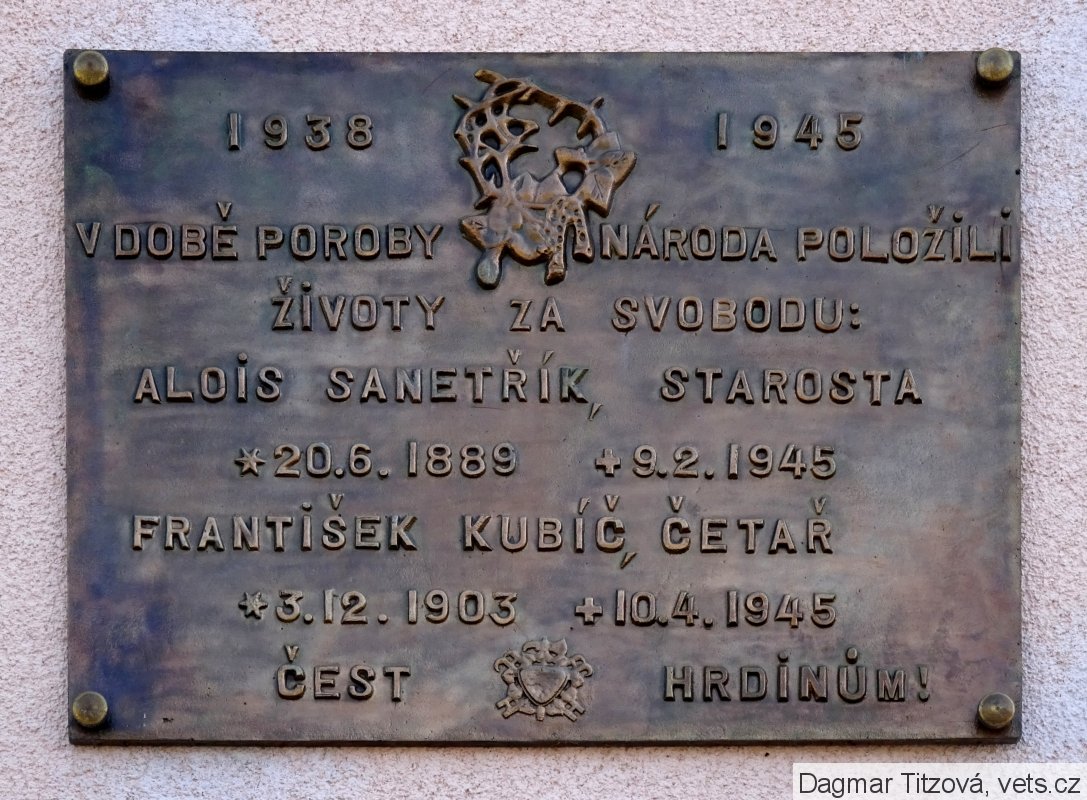 1938 1945
V DOBĚ POROBY NÁRODA POLOŽILI
ŽIVOTY ZA SVOBODU:
ALOIS SANETŘÍK, STAROSTA
*20.6.1889 +9.2.1945
FRANTIŠEK KUBÍČ, ČETAŘ
*3.12.1903 +10.4.1945
ČEST HRDINŮM!
Dagmar Titzová, vets.cz